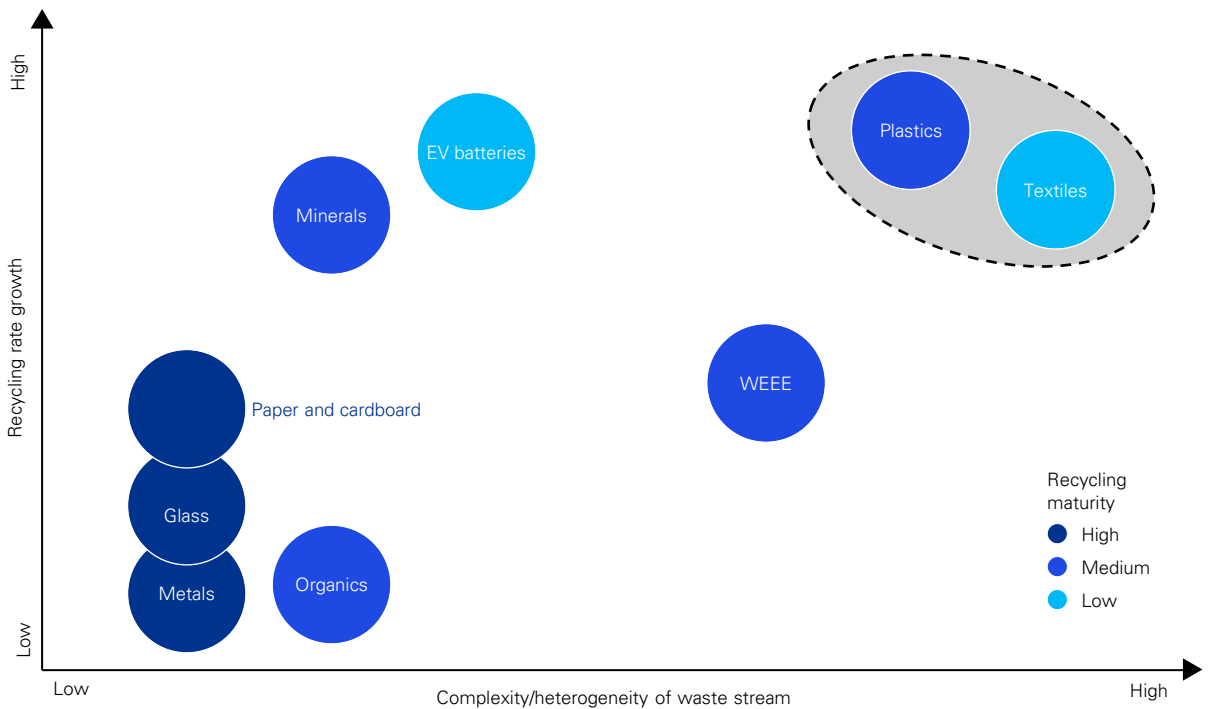 High
Recycling rate growth
Low
Plastics
EV batteries
Textiles
Minerals
WEEE
Paper and cardboard
Glass
Metals
Organics
Recycling
maturity
High
Medium
Low
Low
Complexity/heterogeneity of waste stream
High